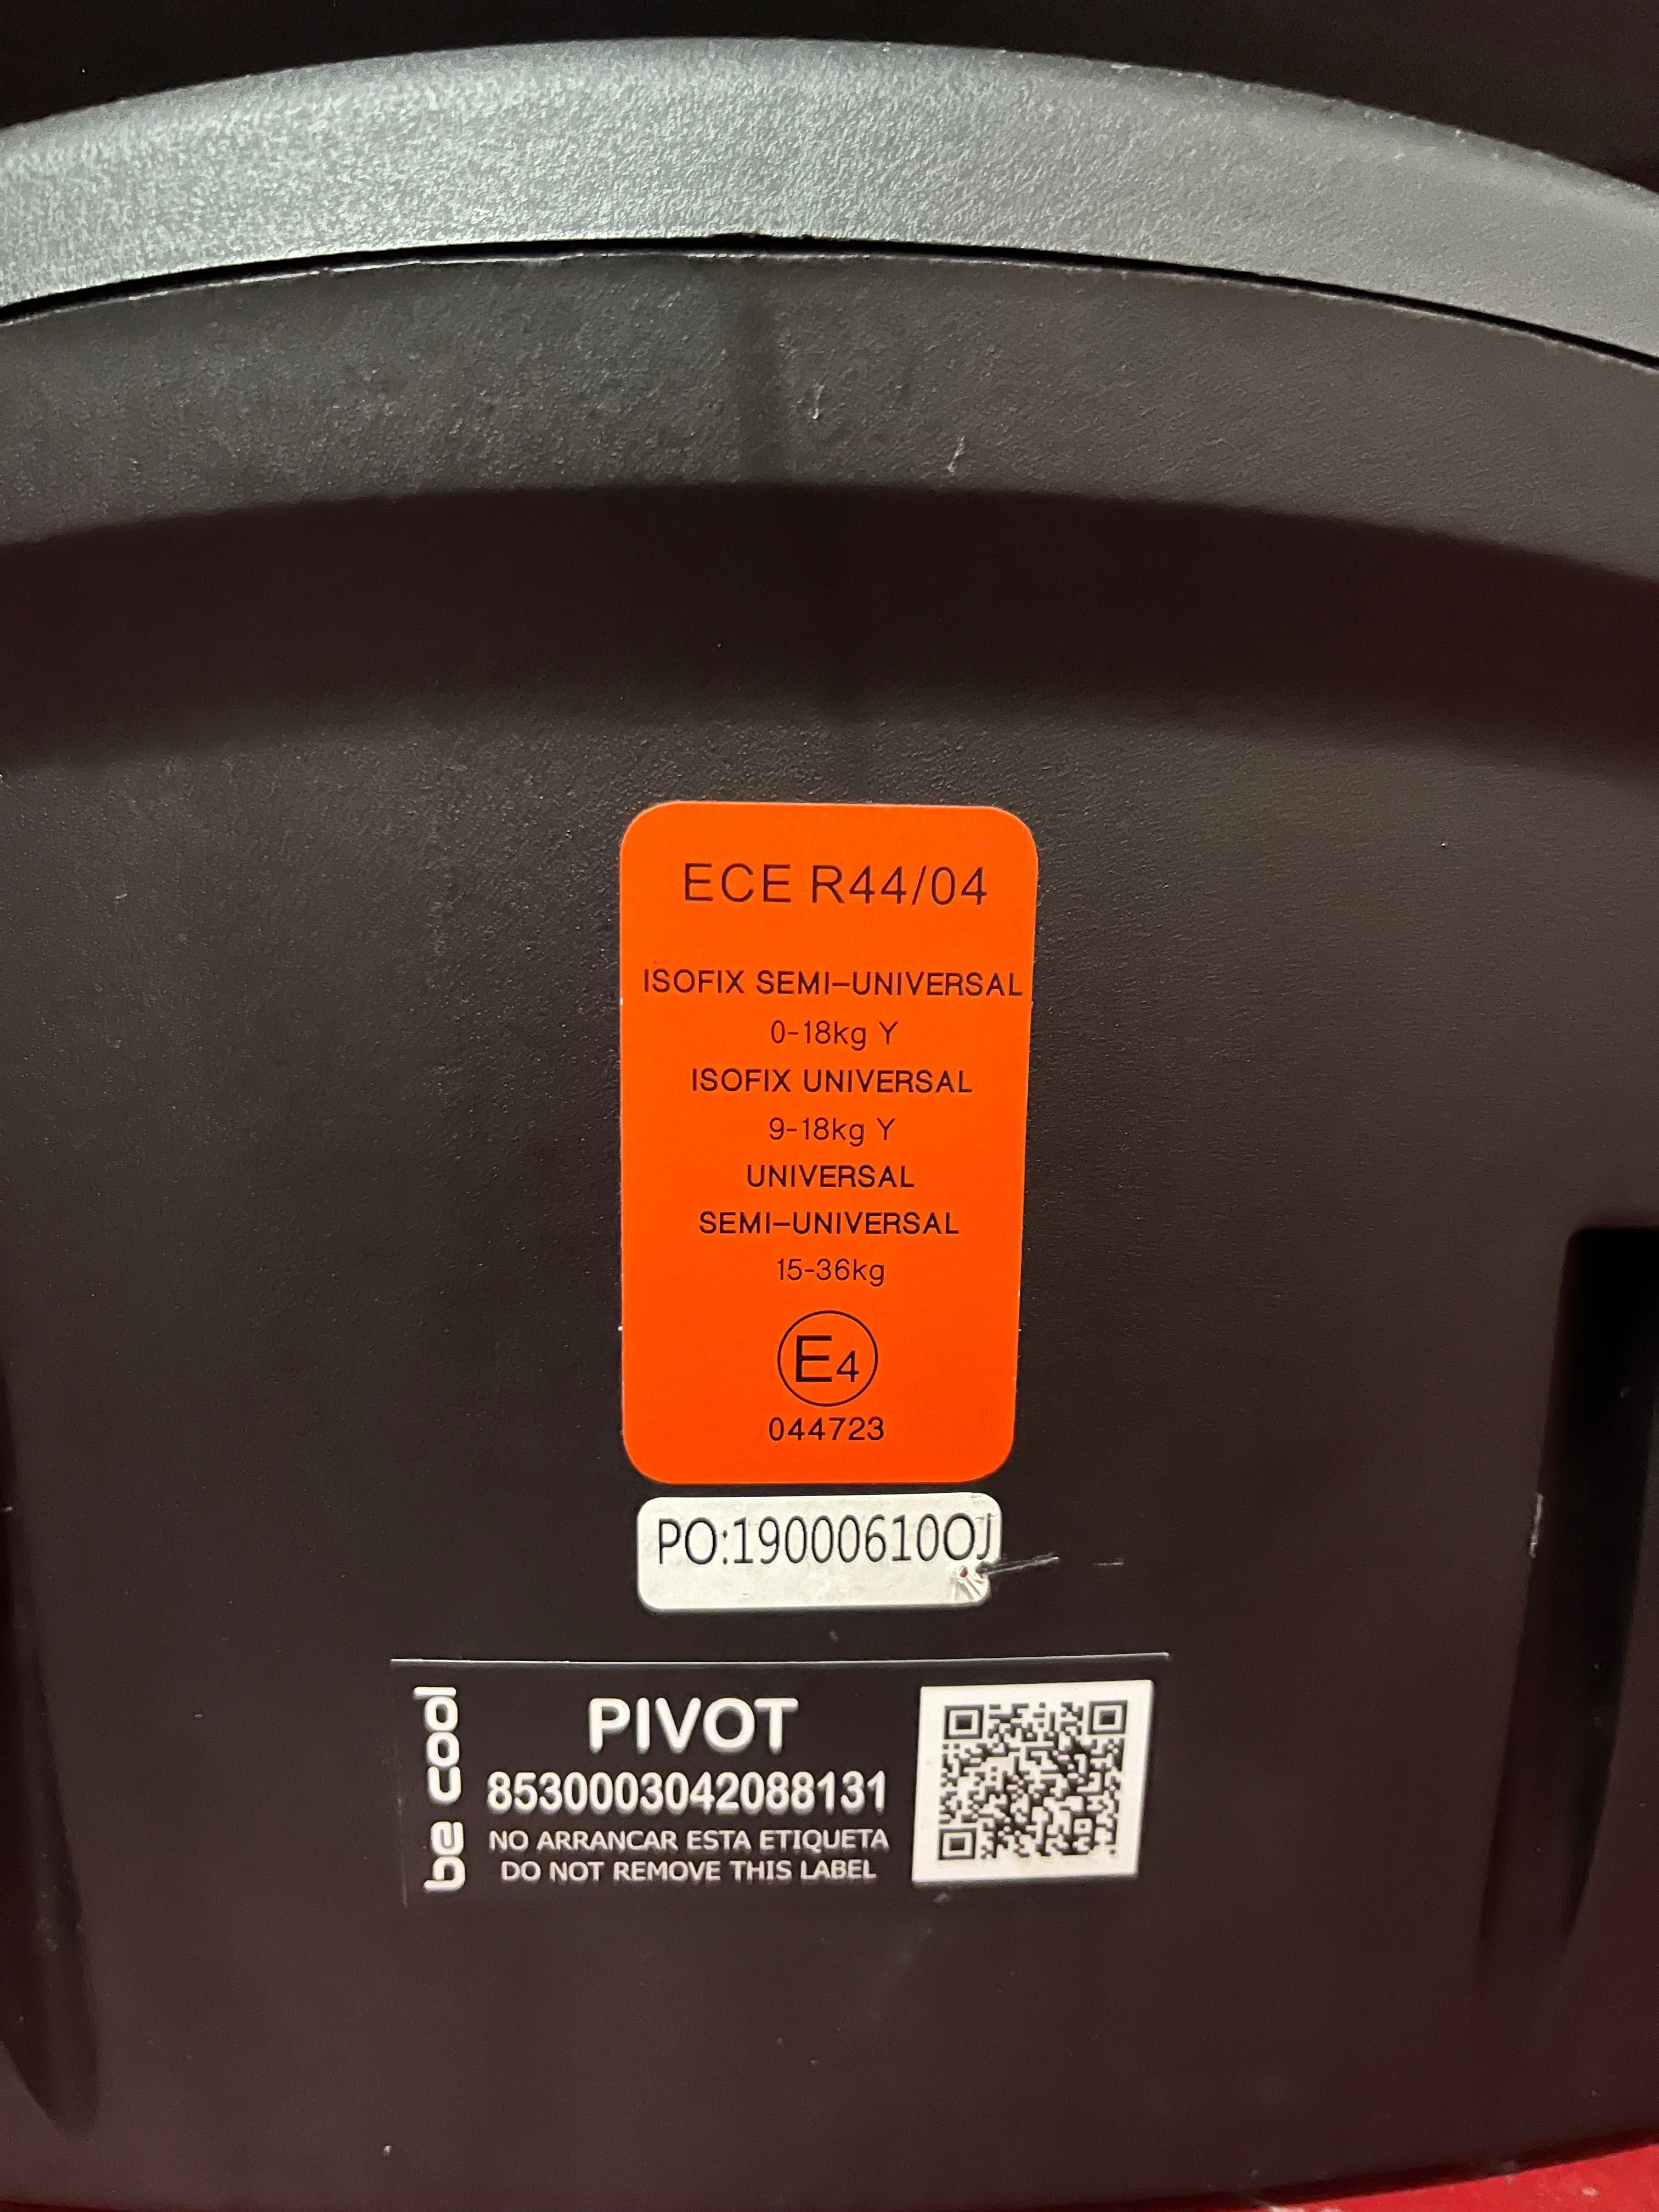 ECE R44/04
ISOFIX SEMI-UNIVERSAL
0-18kg Y
ISOFIX UNIVERSAL
9-18kg Y
UNIVERSAL
SEMI-UNIVERSAL
15-36kg
E4
044723
PO:190006100J
be cool
PIVOT
8530003042088131
NO ARRANCAR ESTA ETIQUETA
DO NOT REMOVE THIS LABEL